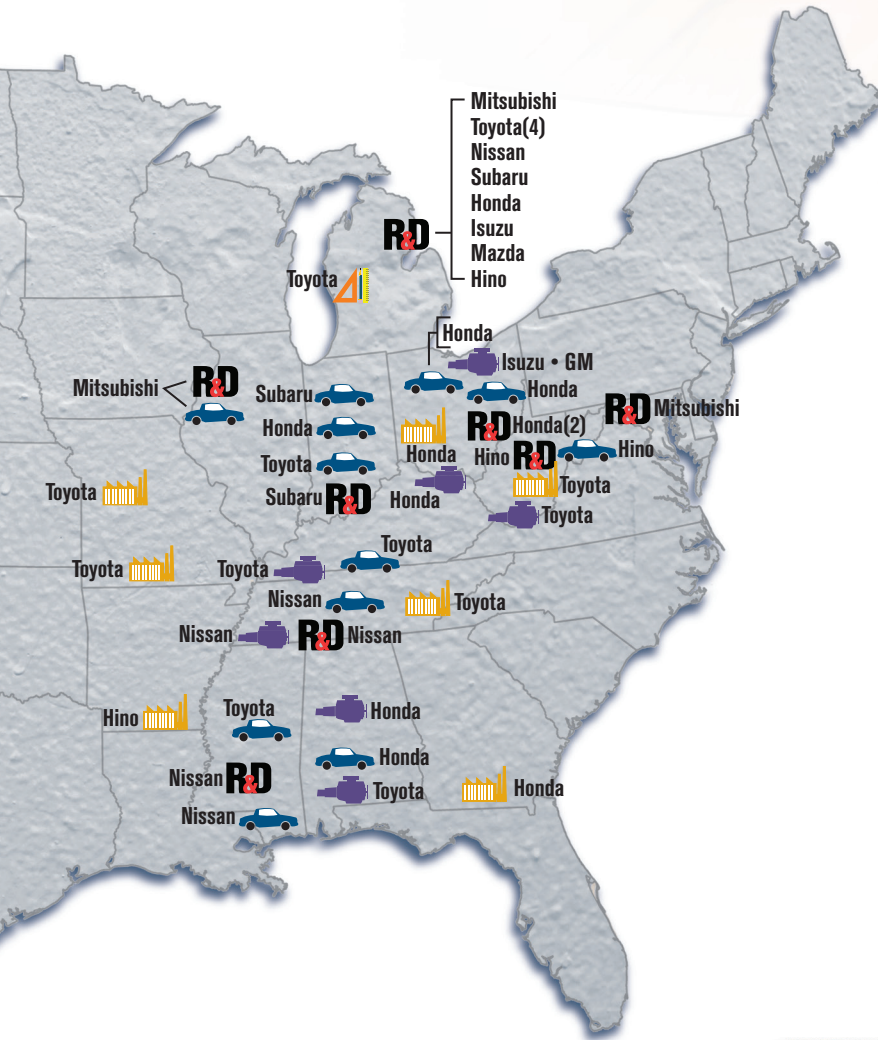 Mitsubishi
Toyota(4)
Nissan
Subaru
Honda
Isuzu
Mazda
Hino
R&D
Toyota
Honda
Isuzu • GM
Mitsubishi
R&D
Subaru
Honda
Honda
Toyota
Subaru R&D
Honda
Honda
R&D Honda(2)
Hino R&D
Hino
R&D Mitsubishi
Toyota
Toyota
Toyota
Toyota
Toyota
Toyota
Nissan
Toyota
Nissan
R&D Nissan
Hino
Toyota
Honda
Honda
Nissan R&D
Toyota
Honda
Nissan